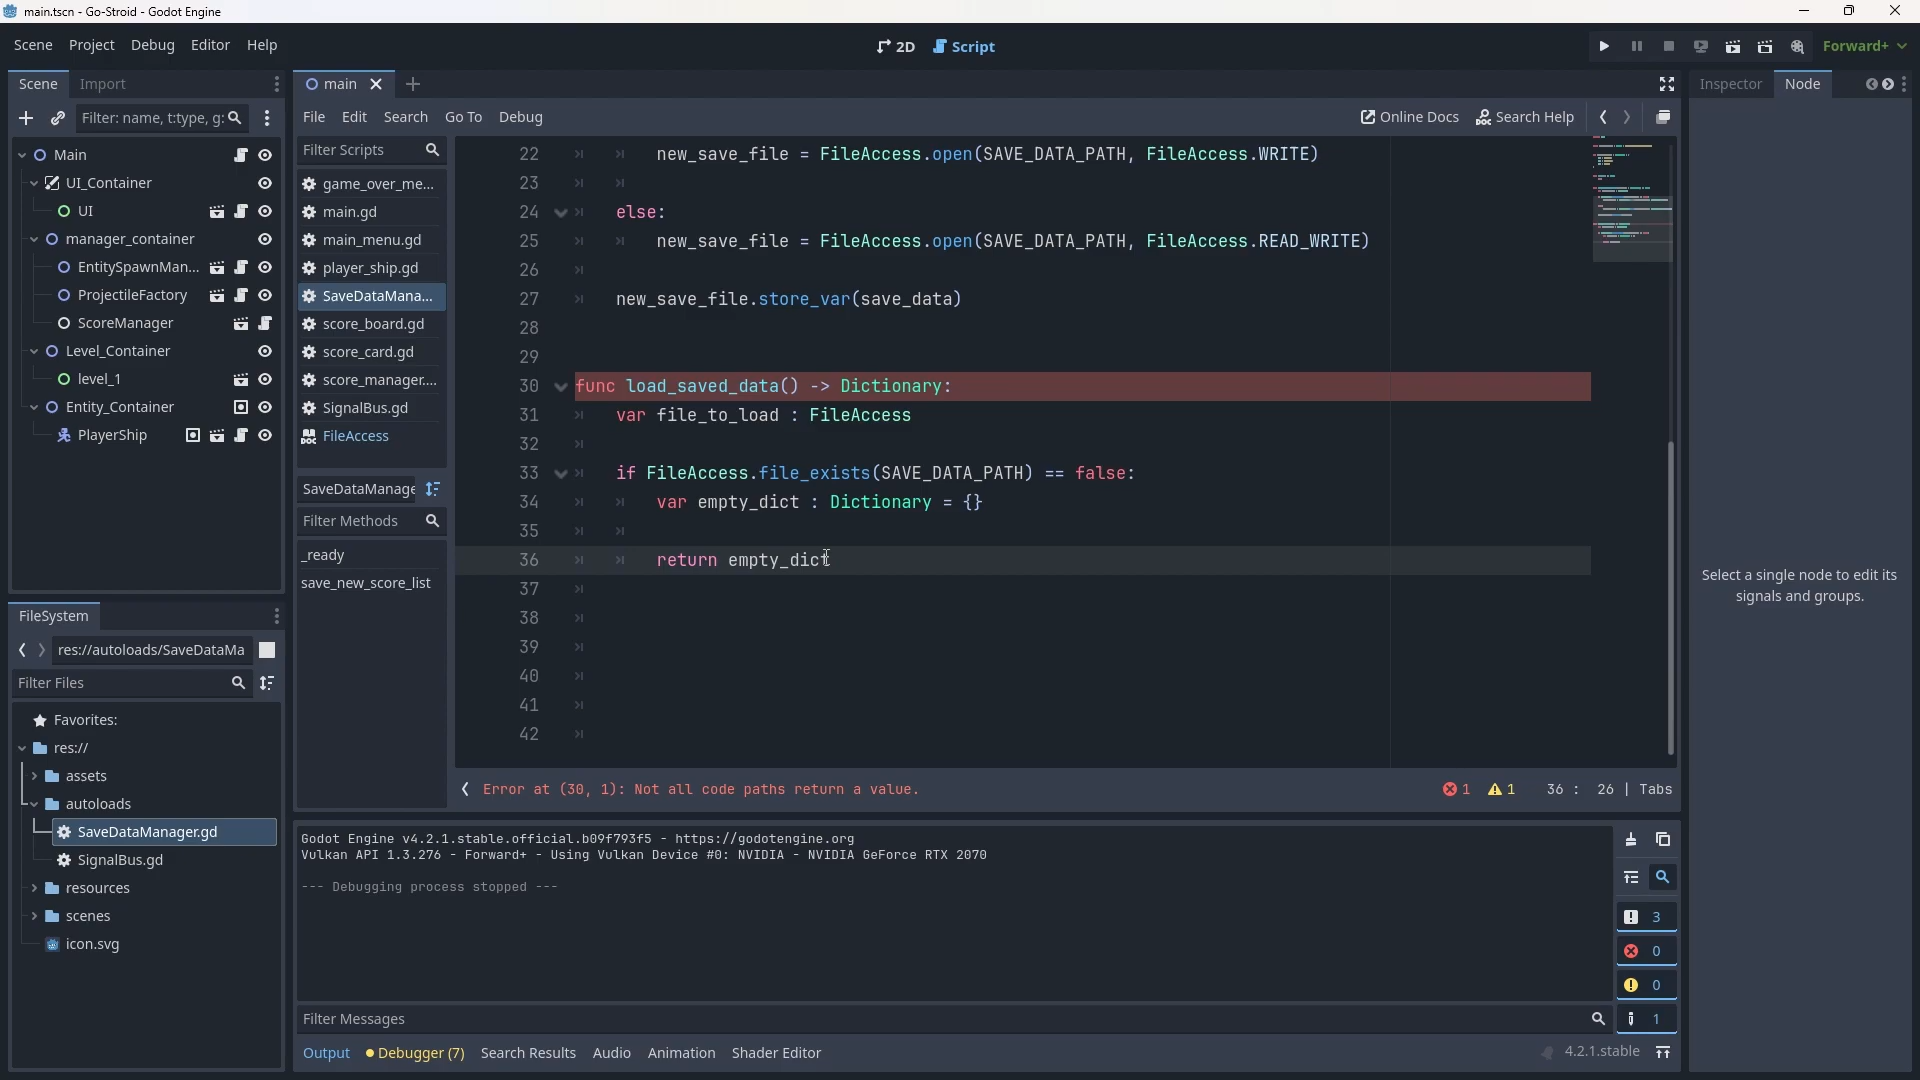 main.tscn - Go-Stroid - Godot Engine
Scene Project Debug Editor Help
2D Script
Forward+
Scene Import
Filter: name, t:type, g:
Main
UI_Container
UI
manager_container
EntitySpawnMan...
ProjectileFactory
ScoreManager
Level_Container
level_1
Entity_Container
PlayerShip
FileSystem
res://autoloads/SaveDataMa
Filter Files
Favorites:
res://
assets
autoloads
SaveDataManager.gd
SignalBus.gd
resources
scenes
icon.svg
main
File Edit Search Go To Debug
Online Docs Search Help
Filter Scripts
game_over_me...
main.gd
main_menu.gd
player_ship.gd
SaveDataMana...
score_board.gd
score_card.gd
score_manager....
SignalBus.gd
FileAccess
SaveDataManage
Filter Methods
_ready
save_new_score_list
22 new_save_file = FileAccess.open(SAVE_DATA_PATH, FileAccess.WRITE)
23
24 else:
25 new_save_file = FileAccess.open(SAVE_DATA_PATH, FileAccess.READ_WRITE)
26
27 new_save_file.store_var(save_data)
28
29
30 func load_saved_data() -> Dictionary:
31 var file_to_load : FileAccess
32
33 if FileAccess.file_exists(SAVE_DATA_PATH) == false:
34 var empty_dict : Dictionary = {}
35
36 return empty_dict
37
38
39
40
41
42
Error at (30, 1): Not all code paths return a value.
1 1 36 : 26 | Tabs
Godot Engine v4.2.1.stable.official.b09f793f5 - https://godotengine.org
Vulkan API 1.3.276 - Forward+ - Using Vulkan Device #0: NVIDIA - NVIDIA GeForce RTX 2070
--- Debugging process stopped ---
3
0
0
1
Filter Messages
Output Debugger (7) Search Results Audio Animation Shader Editor
4.2.1.stable
Inspector Node
Select a single node to edit its
signals and groups.